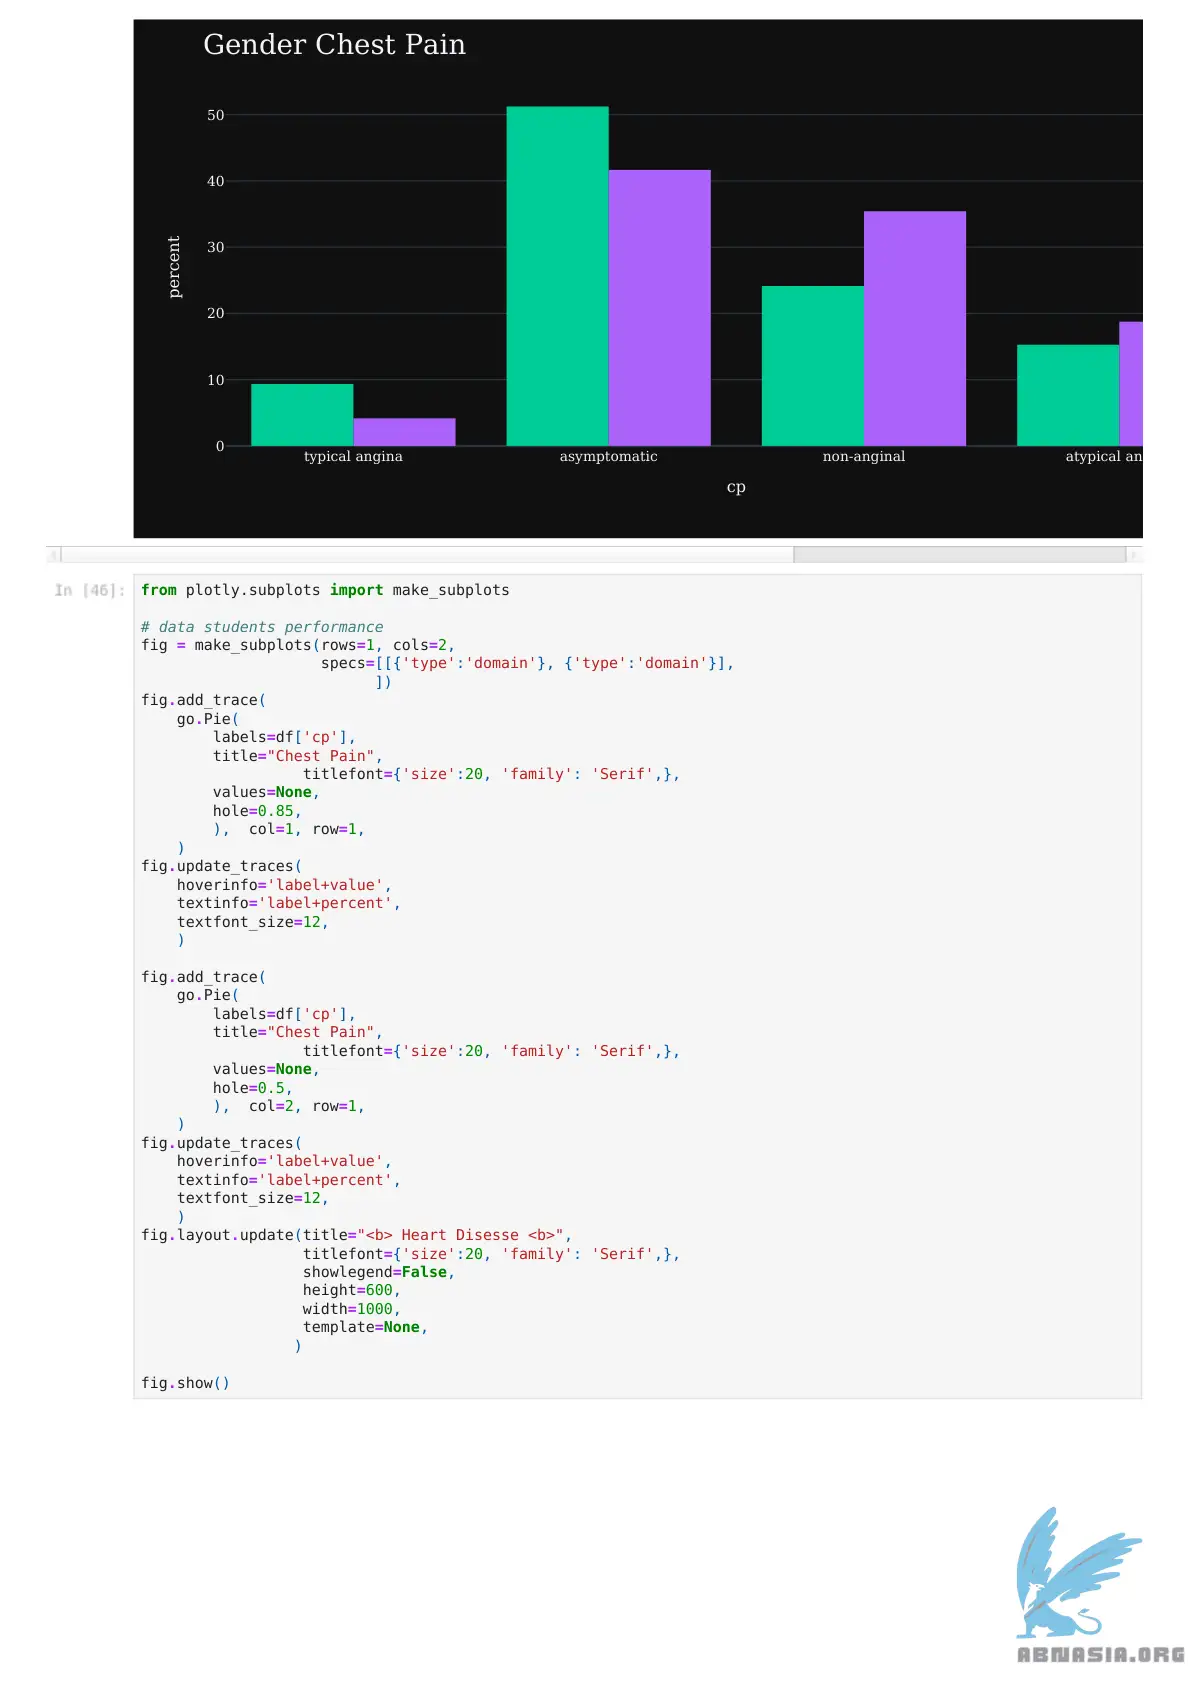 Gender Chest Pain
50
40
30
20
10
0
percent
typical angina asymptomatic non-anginal atypical an
cp
In [46]:
from plotly.subplots import make_subplots
# data students performance
fig = make_subplots(rows=1, cols=2,
specs=[[{'type':'domain'}, {'type':'domain'}],
])
fig.add_trace(
go.Pie(
labels=df['cp'],
title="Chest Pain",
titlefont={'size':20, 'family': 'Serif',},
values=None,
hole=0.85,
),  col=1, row=1,
)
fig.update_traces(
hoverinfo='label+value',
textinfo='label+percent',
textfont_size=12,
)
fig.add_trace(
go.Pie(
labels=df['cp'],
title="Chest Pain",
titlefont={'size':20, 'family': 'Serif',},
values=None,
hole=0.5,
),  col=2, row=1,
)
fig.update_traces(
hoverinfo='label+value',
textinfo='label+percent',
textfont_size=12,
)
fig.layout.update(title="<b> Heart Disesse <b>",
titlefont={'size':20, 'family': 'Serif',},
showlegend=False,
height=600,
width=1000,
template=None,
)
fig.show()
ABNASIA.ORG